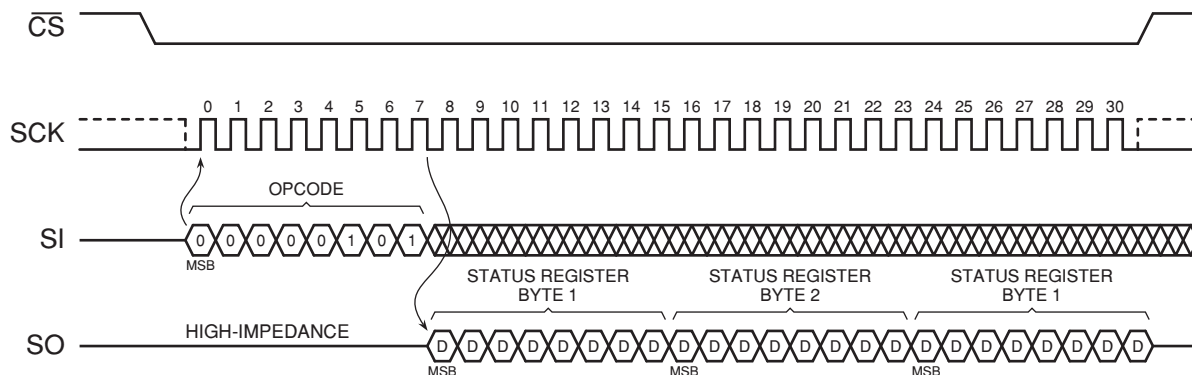 CS
0 1 2 3 4 5 6 7 8 9 10 11 12 13 14 15 16 17 18 19 20 21 22 23 24 25 26 27 28 29 30
SCK
OPCODE
SI
0 0 0 0 0 1 0 1
MSB
STATUS REGISTER
BYTE 1
STATUS REGISTER
BYTE 2
STATUS REGISTER
BYTE 1
HIGH-IMPEDANCE
SO
D D D D D D D D D D D D D D D D D D D D D D D D
MSB MSB MSB